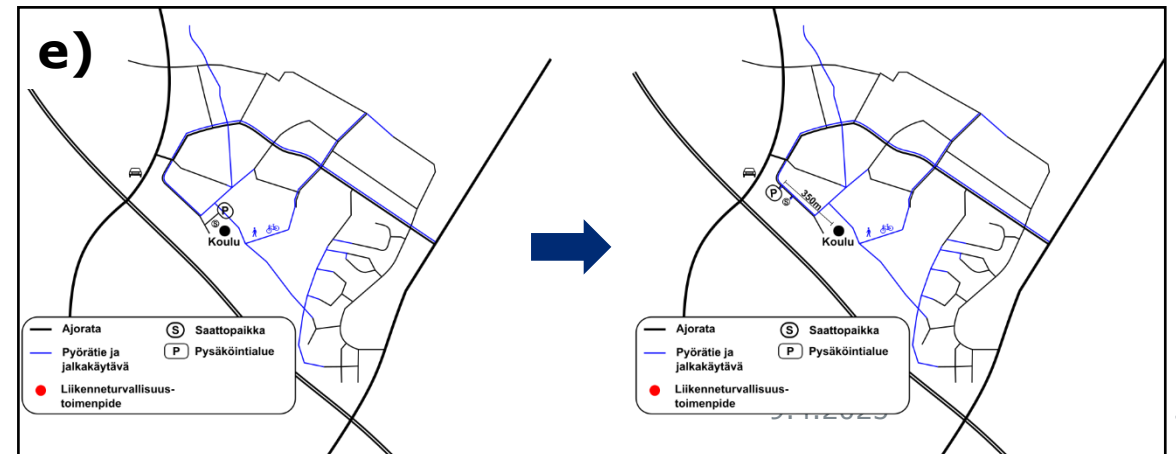 e)
P
S
Koulu
Ajorata
S Saattopaikka
Pyörätie ja
jalkakäytävä
P Pysäköintialue
Liikenneturvallisuus-
toimenpide
P
S
350m
Koulu
Ajorata
S Saattopaikka
Pyörätie ja
jalkakäytävä
P Pysäköintialue
Liikenneturvallisuus-
toimenpide